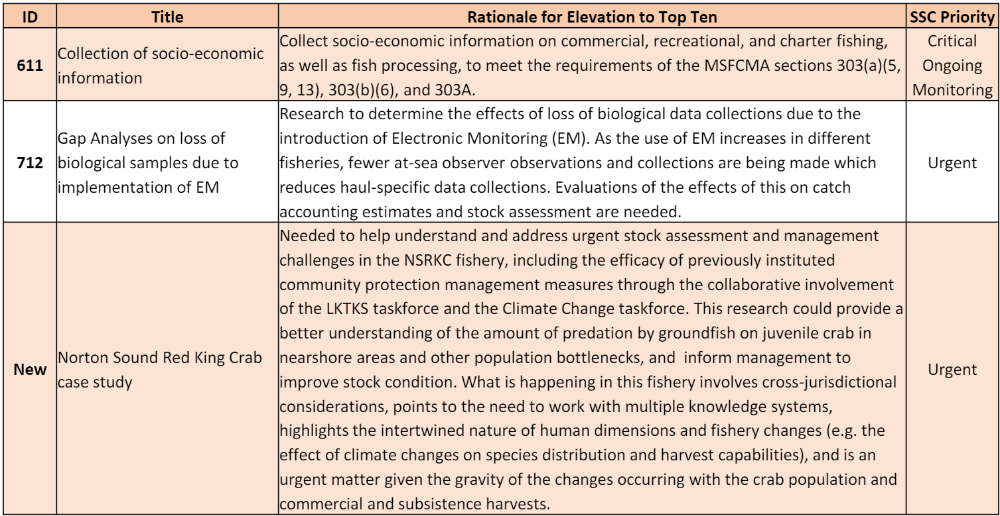 ID Title Rationale for Elevation to Top Ten SSC Priority
611
Collection of socio-economic
information
Collect socio-economic information on commercial, recreational, and charter fishing,
as well as fish processing, to meet the requirements of the MSFCMA sections 303(a)(5,
9, 13), 303(b)(6), and 303A.
Critical
Ongoing
Monitoring
712
Gap Analyses on loss of
biological samples due to
implementation of EM
Research to determine the effects of loss of biological data collections due to the
introduction of Electronic Monitoring (EM). As the use of EM increases in different
fisheries, fewer at-sea observer observations and collections are being made which
reduces haul-specific data collections. Evaluations of the effects of this on catch
accounting estimates and stock assessment are needed.
Urgent
New
Norton Sound Red King Crab
case study
Needed to help understand and address urgent stock assessment and management
challenges in the NSRKC fishery, including the efficacy of previously instituted
community protection management measures through the collaborative involvement
of the LKTKS taskforce and the Climate Change taskforce. This research could provide a
better understanding of the amount of predation by groundfish on juvenile crab in
nearshore areas and other population bottlenecks, and  inform management to
improve stock condition. What is happening in this fishery involves cross-jurisdictional
considerations, points to the need to work with multiple knowledge systems,
highlights the intertwined nature of human dimensions and fishery changes (e.g. the
effect of climate changes on species distribution and harvest capabilities), and is an
urgent matter given the gravity of the changes occurring with the crab population and
commercial and subsistence harvests.
Urgent